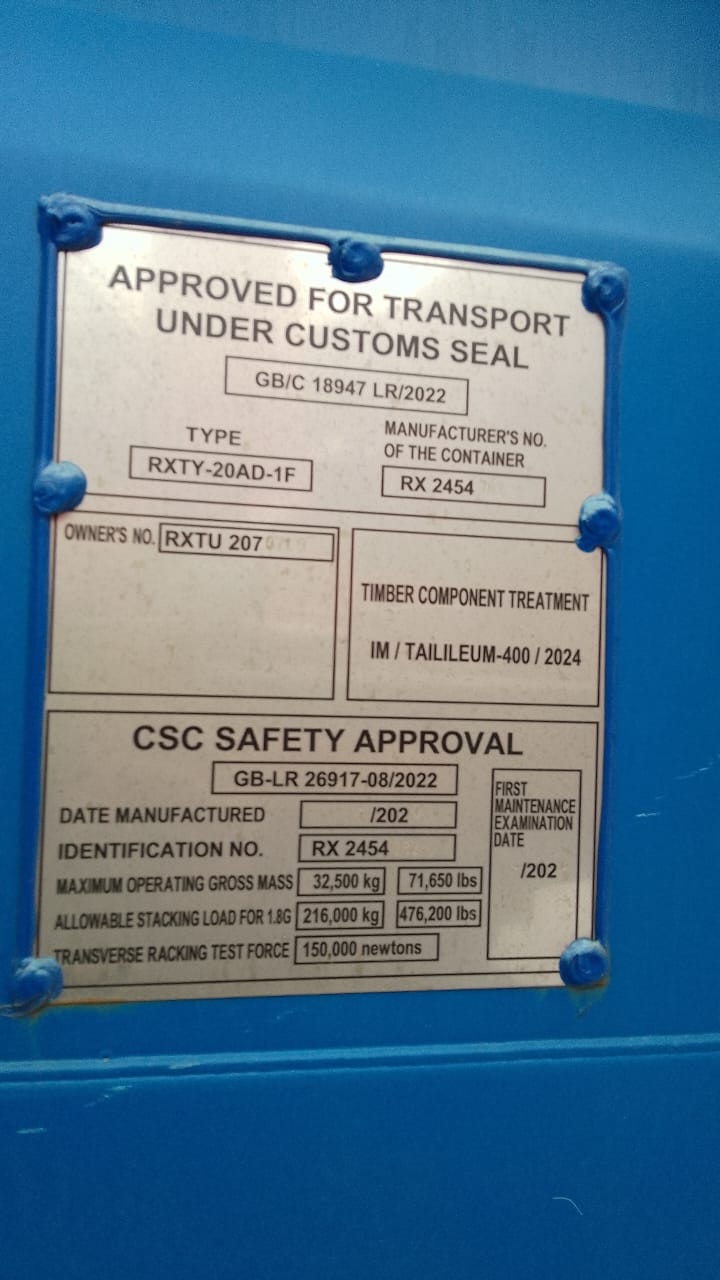 APPROVED FOR TRANSPORT
UNDER CUSTOMS SEAL
GB/C 18947 LR/2022
TYPE
RXTY-20AD-1F
MANUFACTURER'S NO.
OF THE CONTAINER
RX 2454
OWNER'S NO. RXTU 207
TIMBER COMPONENT TREATMENT
IM / TAILILEUM-400 / 2024
CSC SAFETY APPROVAL
GB-LR 26917-08/2022
DATE MANUFACTURED /202
IDENTIFICATION NO. RX 2454
MAXIMUM OPERATING GROSS MASS 32,500 kg 71,650 lbs
ALLOWABLE STACKING LOAD FOR 1.8G 216,000 kg 476,200 lbs
TRANSVERSE RACKING TEST FORCE 150,000 newtons
FIRST
MAINTENANCE
EXAMINATION
DATE
/202